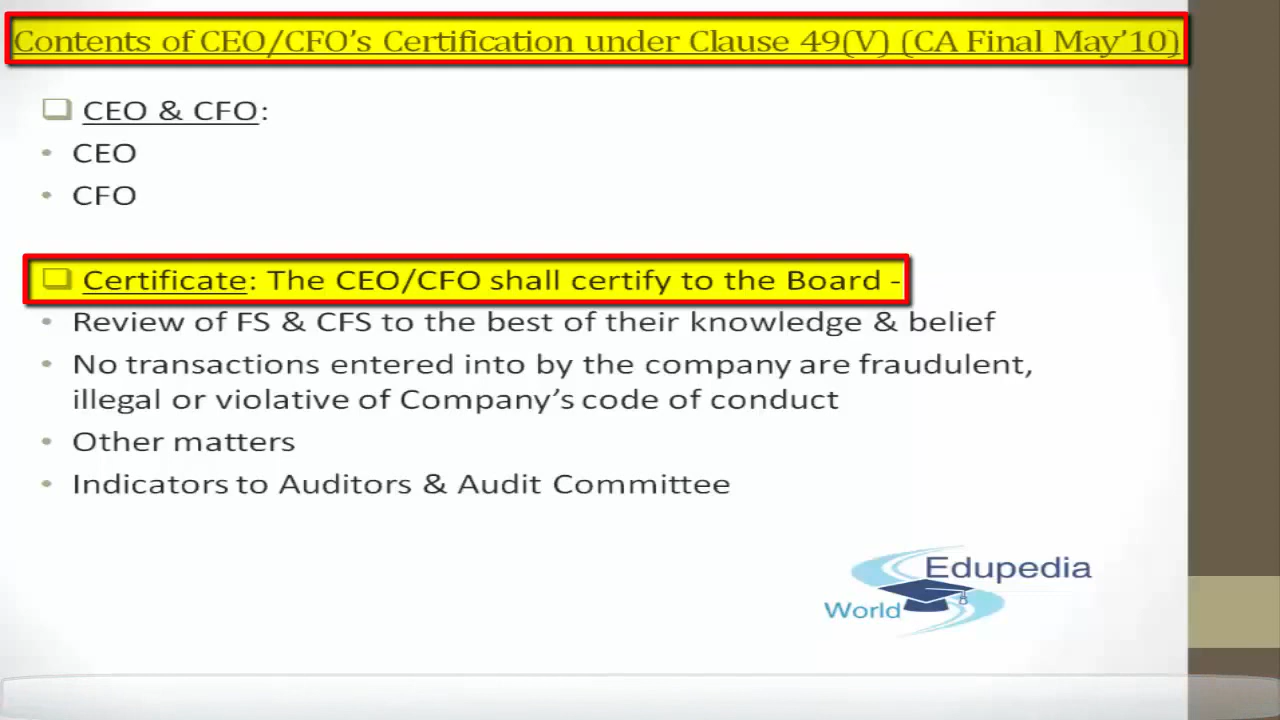 Contents of CEO/CFO's Certification under Clause 49(V) (CA Final May'10)
CEO & CFO:
CEO
CFO
Certificate: The CEO/CFO shall certify to the Board -
Review of FS & CFS to the best of their knowledge & belief
No transactions entered into by the company are fraudulent,
illegal or violative of Company's code of conduct
Other matters
Indicators to Auditors & Audit Committee
Edupedia
World